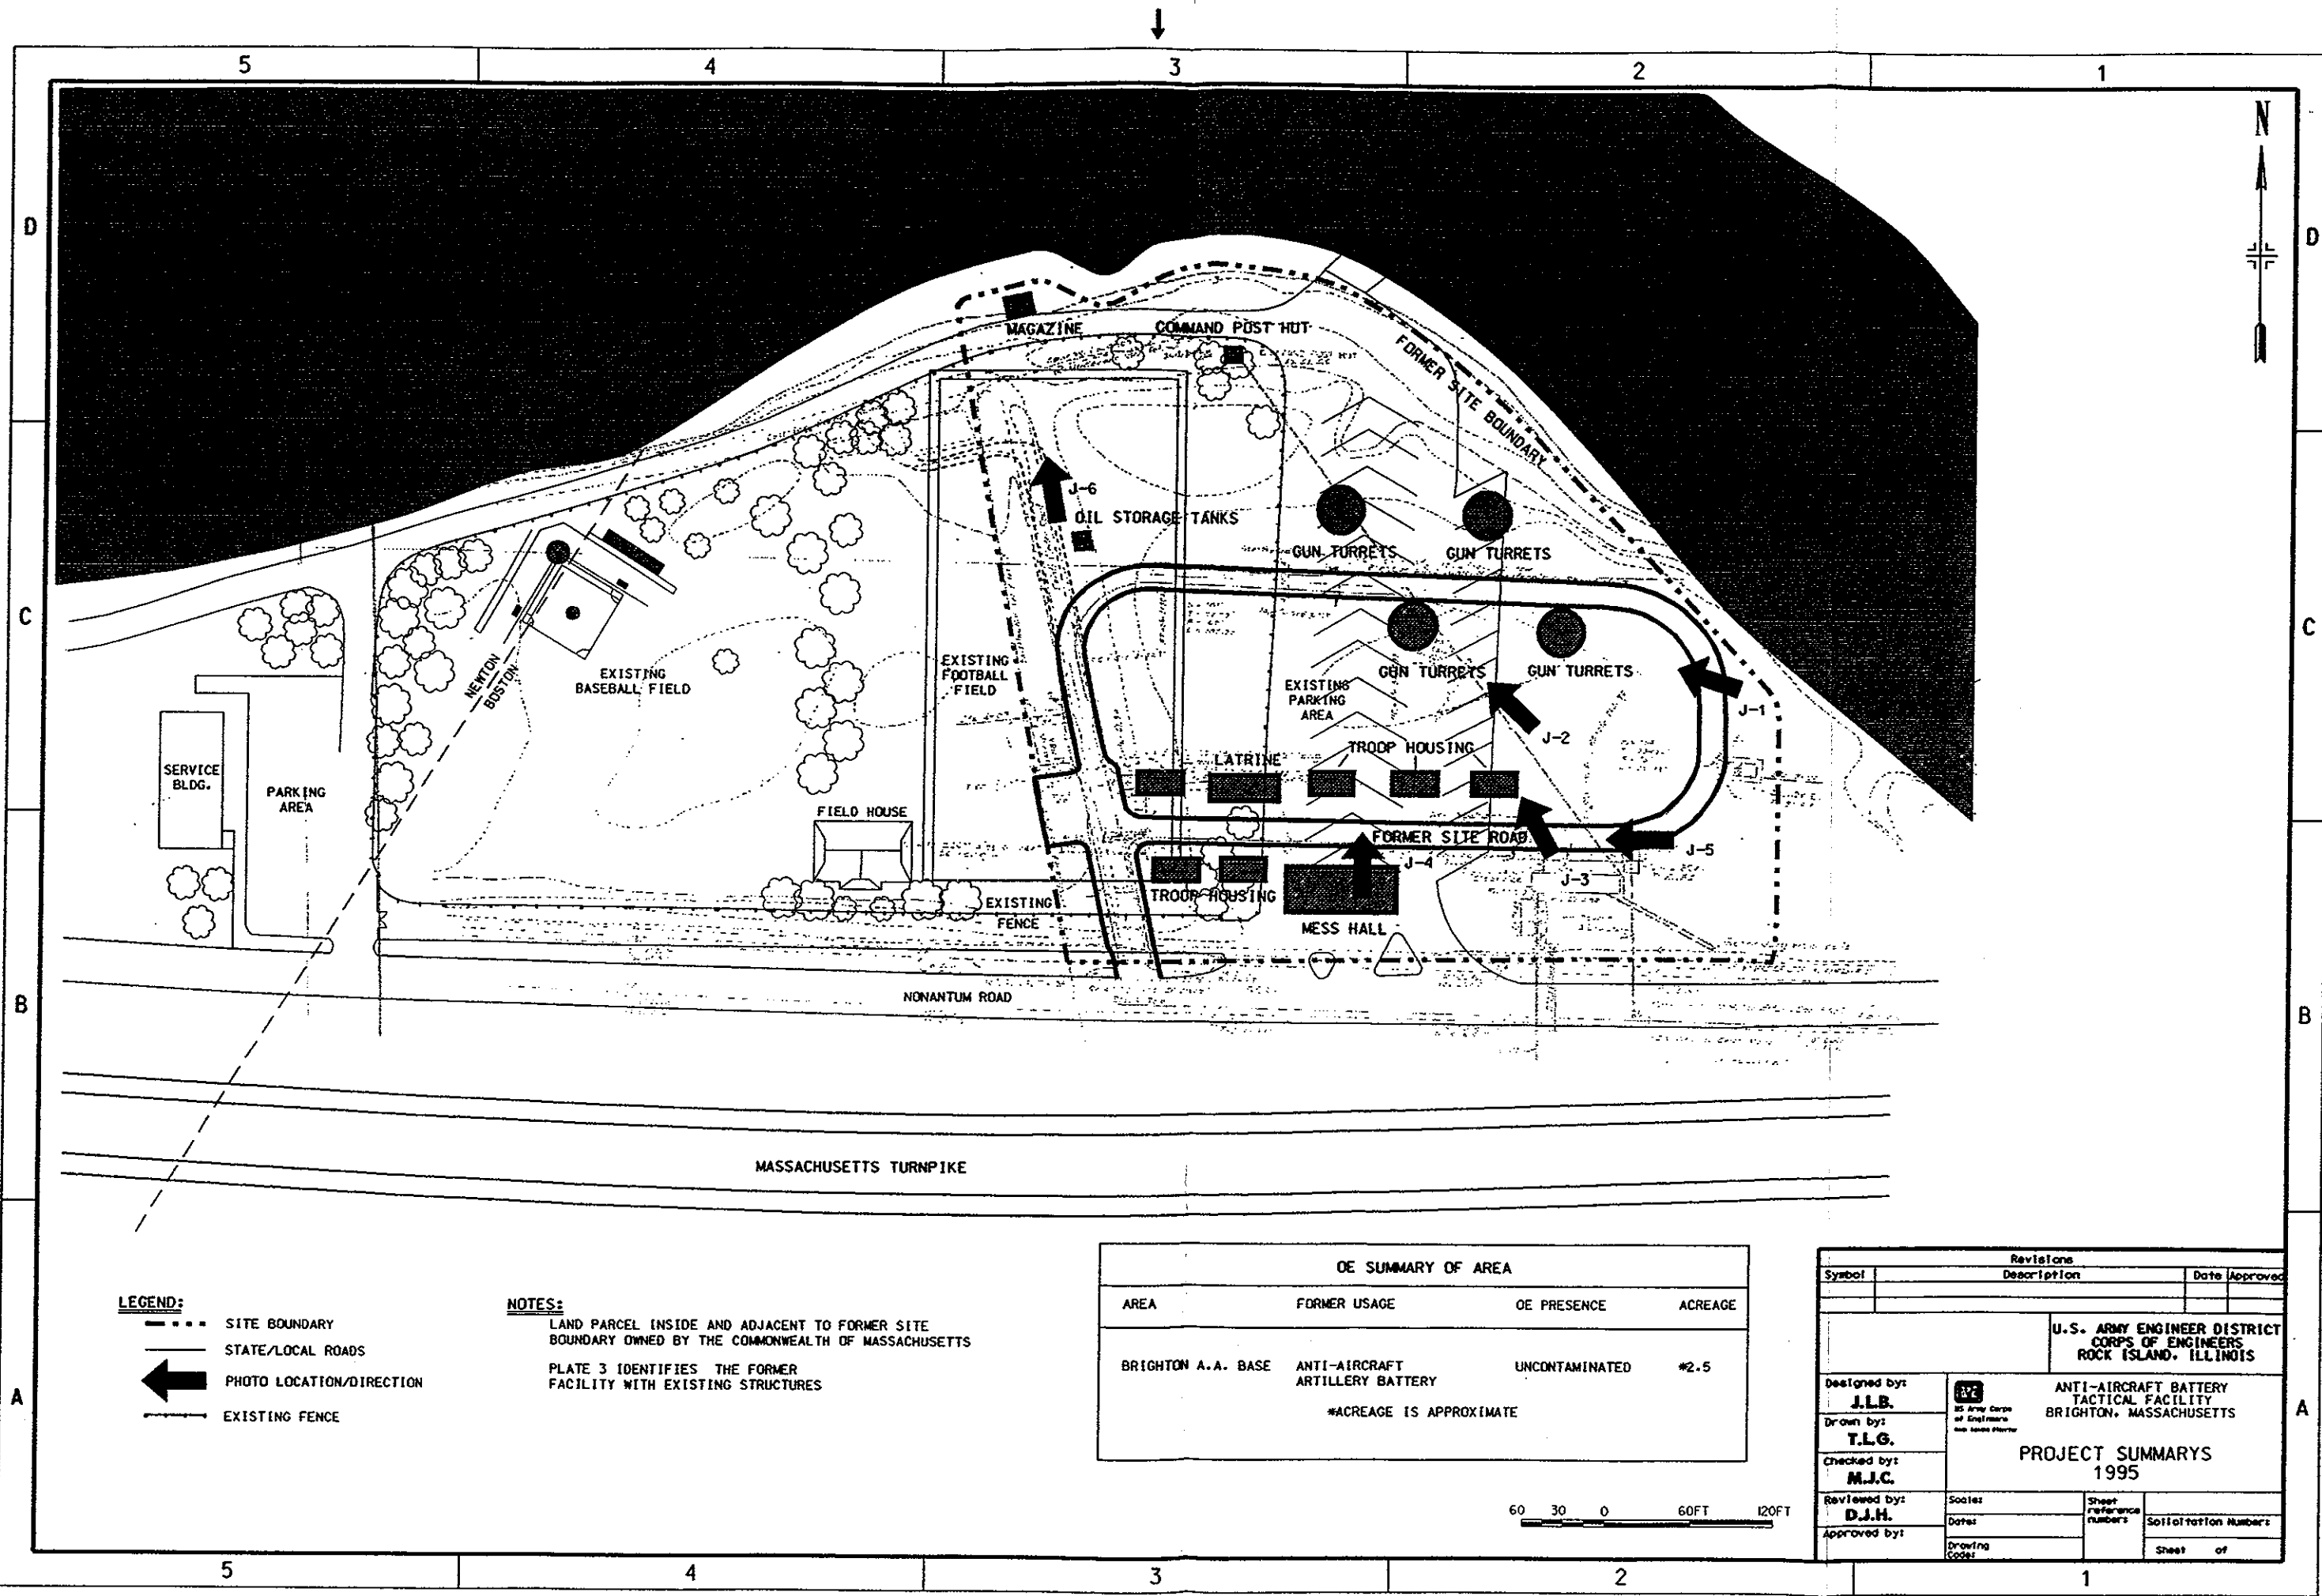 5 4 3 2 1
N
D
D
MAGAZINE
COMMAND POST HUT
FORMER SITE BOUNDARY
J-6
OIL STORAGE TANKS
GUN TURRETS
GUN TURRETS
C
C
NEWTON
BOSTON
EXISTING
BASEBALL FIELD
EXISTING
FOOTBALL
FIELD
GUN TURRETS
GUN TURRETS
EXISTING
PARKING
AREA
J-1
J-2
TROOP HOUSING
LATRINE
SERVICE
BLDG.
PARKING
AREA
FIELD HOUSE
FORMER SITE ROAD
J-4
J-5
J-3
TROOP HOUSING
EXISTING
FENCE
MESS HALL
NONANTUM ROAD
B
B
MASSACHUSETTS TURNPIKE
LEGEND:
SITE BOUNDARY
STATE/LOCAL ROADS
PHOTO LOCATION/DIRECTION
EXISTING FENCE
NOTES:
LAND PARCEL INSIDE AND ADJACENT TO FORMER SITE
BOUNDARY OWNED BY THE COMMONWEALTH OF MASSACHUSETTS
PLATE 3 IDENTIFIES THE FORMER
FACILITY WITH EXISTING STRUCTURES
OE SUMMARY OF AREA
AREA FORMER USAGE OE PRESENCE ACREAGE
BRIGHTON A.A. BASE ANTI-AIRCRAFT UNCONTAMINATED *2.5
ARTILLERY BATTERY
*ACREAGE IS APPROXIMATE
60 30 0 60FT 120FT
A
A
Revisions
Symbol Description Date Approved
U.S. ARMY ENGINEER DISTRICT
CORPS OF ENGINEERS
ROCK ISLAND, ILLINOIS
Designed by:
J.L.B.
Drawn by:
T.L.G.
Checked by:
M.J.C.
Reviewed by:
D.J.H.
Approved by:
US Army Corps
of Engineers
ANTI-AIRCRAFT BATTERY
TACTICAL FACILITY
BRIGHTON, MASSACHUSETTS
PROJECT SUMMARYS
1995
Scale:
Date:
Drawing
Code:
Sheet
reference
numbers
Solicitation Number:
Sheet of
5 4 3 2 1